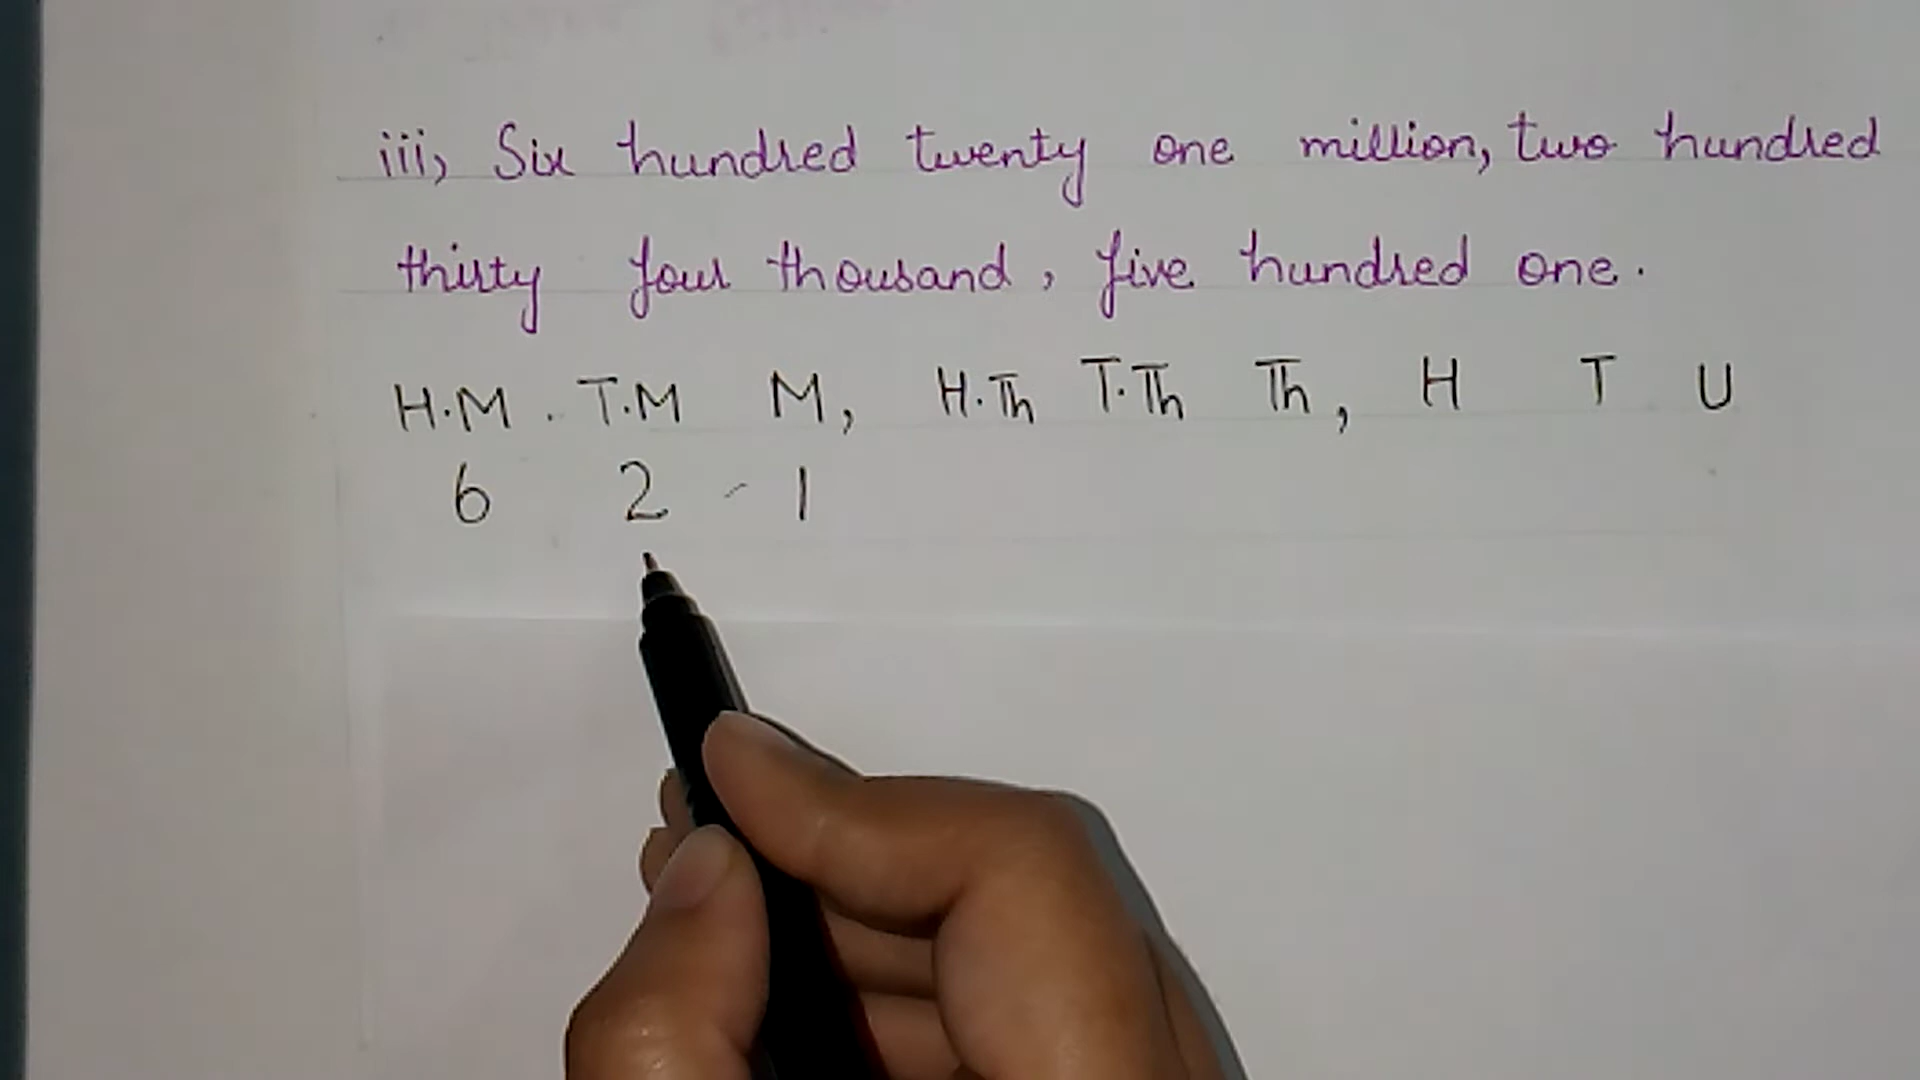 iii, Six hundred twenty one million, two hundred
thirty four thousand, five hundred one.
H.M . T.M M, H.Th T.Th Th, H T U
6 2 1